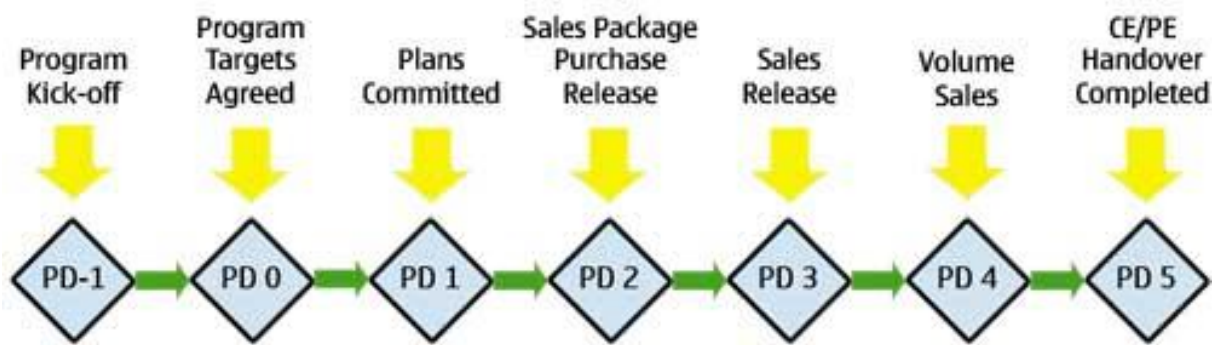 Program
Kick-off
Program
Targets
Agreed
Plans
Committed
Sales Package
Purchase
Release
Sales
Release
Volume
Sales
CE/PE
Handover
Completed
PD-1
PD 0
PD 1
PD 2
PD 3
PD 4
PD 5